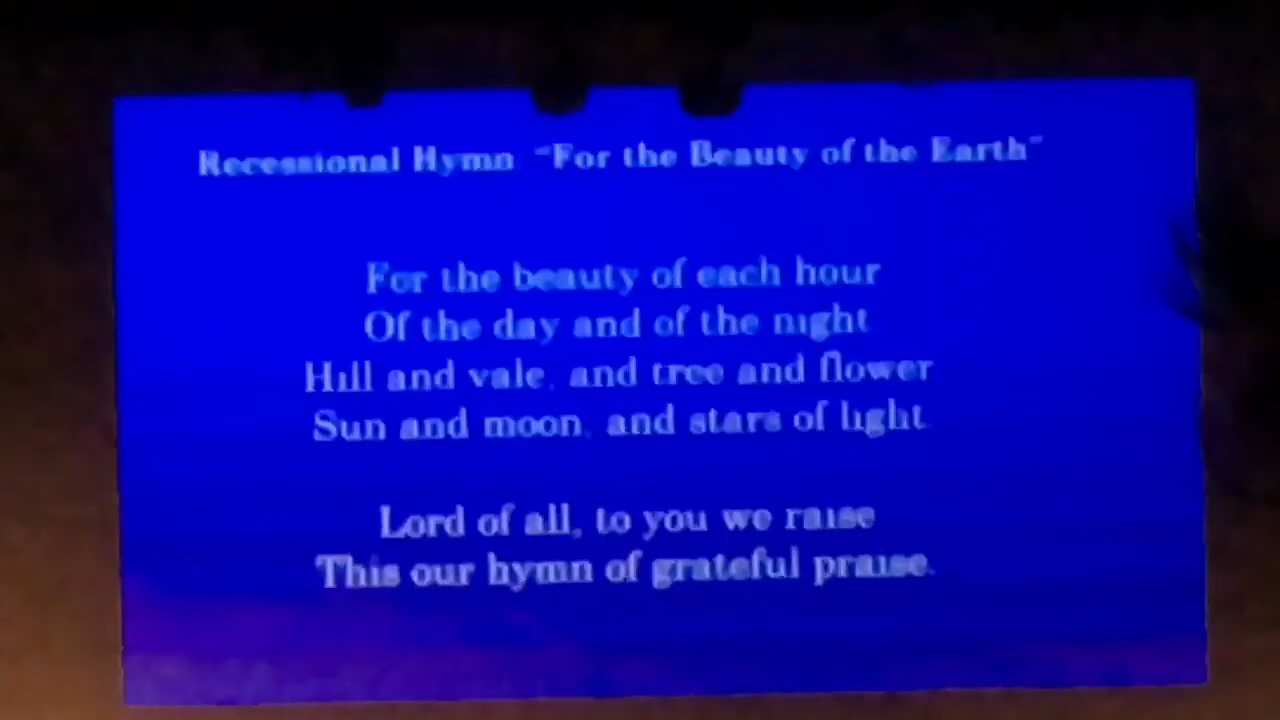 Recessional Hymn "For the Beauty of the Earth"
For the beauty of each hour
Of the day and of the night
Hill and vale, and tree and flower
Sun and moon, and stars of light.
Lord of all, to you we raise
This our hymn of grateful praise.